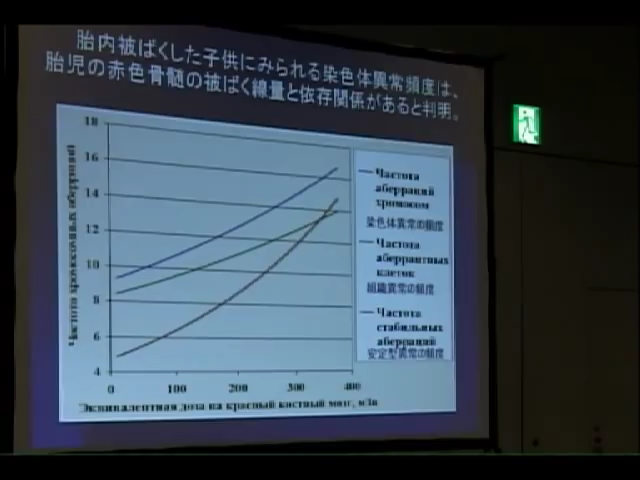 胎内被ばくした子供にみられる染色体異常頻度は、
胎児の赤色骨髄の被ばく線量と依存関係があると判明。
18
16
14
12
10
8
6
4
0 100 200 300 400
Частота хромосомных аберраций
Эквивалентная доза на красный костный мозг, мЗв
Частота
аберраций
хромосом
染色体異常の頻度
Частота
аберрантных
клеток
組織異常の頻度
Частота
стабильных
аберраций
安定型異常の頻度